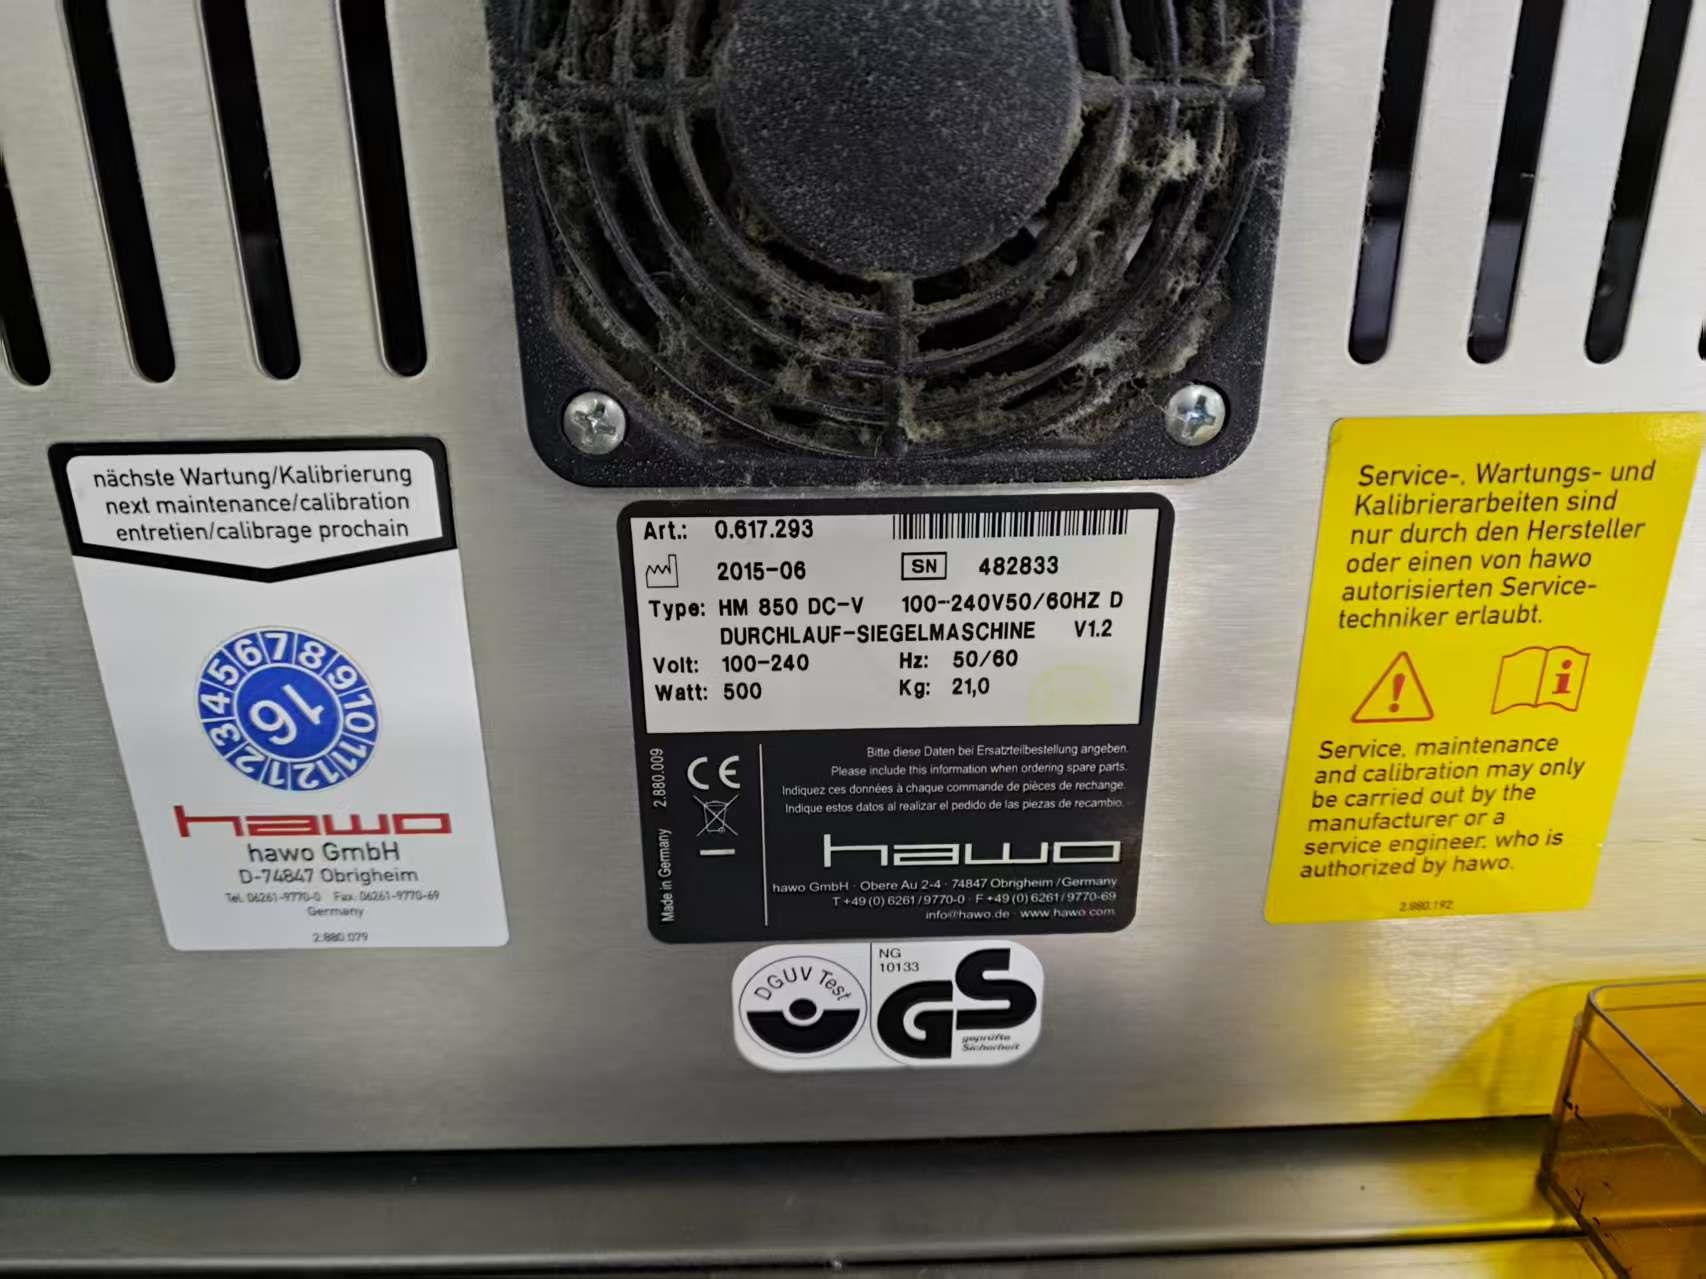 nächste Wartung/Kalibrierung
next maintenance/calibration
entretien/calibrage prochain
1 2 3 4 5 6 7 8 9 10 11 12
16
hawo
hawo GmbH
D-74847 Obrigheim
Tel. 06261-9770-0 Fax. 06261-9770-69
Germany
2.880.079
Art.: 0.617.293
2015-06 SN 482833
Type: HM 850 DC-V 100-240V50/60HZ D
DURCHLAUF-SIEGELMASCHINE V1.2
Volt: 100-240 Hz: 50/60
Watt: 500 Kg: 21,0
Made in Germany 2.880.009
CE
Bitte diese Daten bei Ersatzteilbestellung angeben.
Please include this information when ordering spare parts.
Indiquez ces données à chaque commande de pièces de rechange.
Indique estos datos al realizar el pedido de las piezas de recambio.
hawo
hawo GmbH · Obere Au 2-4 · 74847 Obrigheim / Germany
T +49 (0) 6261 / 9770-0 · F +49 (0) 6261 / 9770-69
info@hawo.de · www.hawo.com
DGUV Test
NG
10133
GS
geprüfte
Sicherheit
Service-, Wartungs- und
Kalibrierarbeiten sind
nur durch den Hersteller
oder einen von hawo
autorisierten Service-
techniker erlaubt.
Service, maintenance
and calibration may only
be carried out by the
manufacturer or a
service engineer, who is
authorized by hawo.
2.880.192